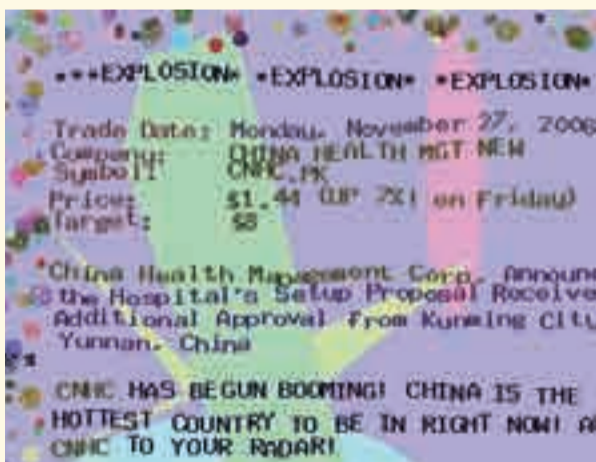 ***EXPLOSION* *EXPLOSION* *EXPLOSION*
Trade Date: Monday, November 27, 2006
Company: CHINA HEALTH MGT NEW
Symbol: CNHC.PK
Price: $1.44 (UP 7%! on Friday)
Target: $8
*China Health Management Corp. Announce
the Hospital's Setup Proposal Receive
Additional Approval from Kunming City
Yunnan, China
CNHC HAS BEGUN BOOMING! CHINA IS THE
HOTTEST COUNTRY TO BE IN RIGHT NOW!
CNHC TO YOUR RADAR!